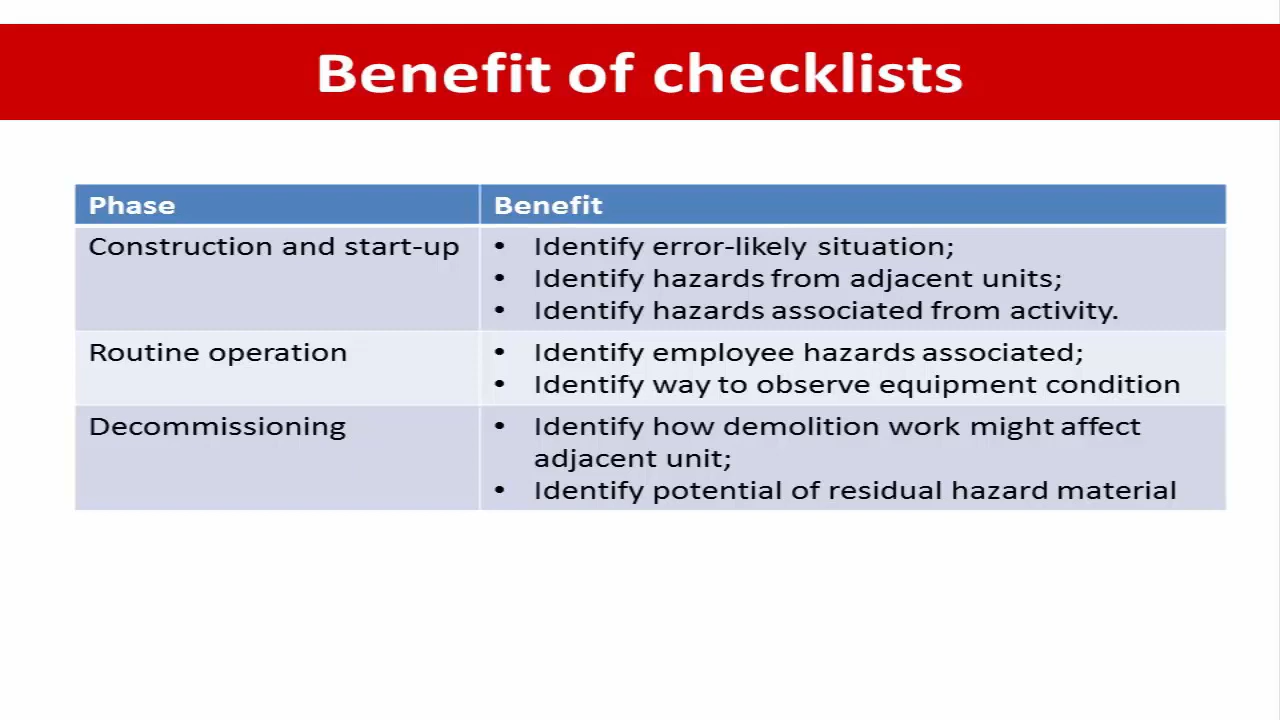 Benefit of checklists
Phase
Benefit
Construction and start-up
• Identify error-likely situation;
• Identify hazards from adjacent units;
• Identify hazards associated from activity.
Routine operation
• Identify employee hazards associated;
• Identify way to observe equipment condition
Decommissioning
• Identify how demolition work might affect
adjacent unit;
• Identify potential of residual hazard material